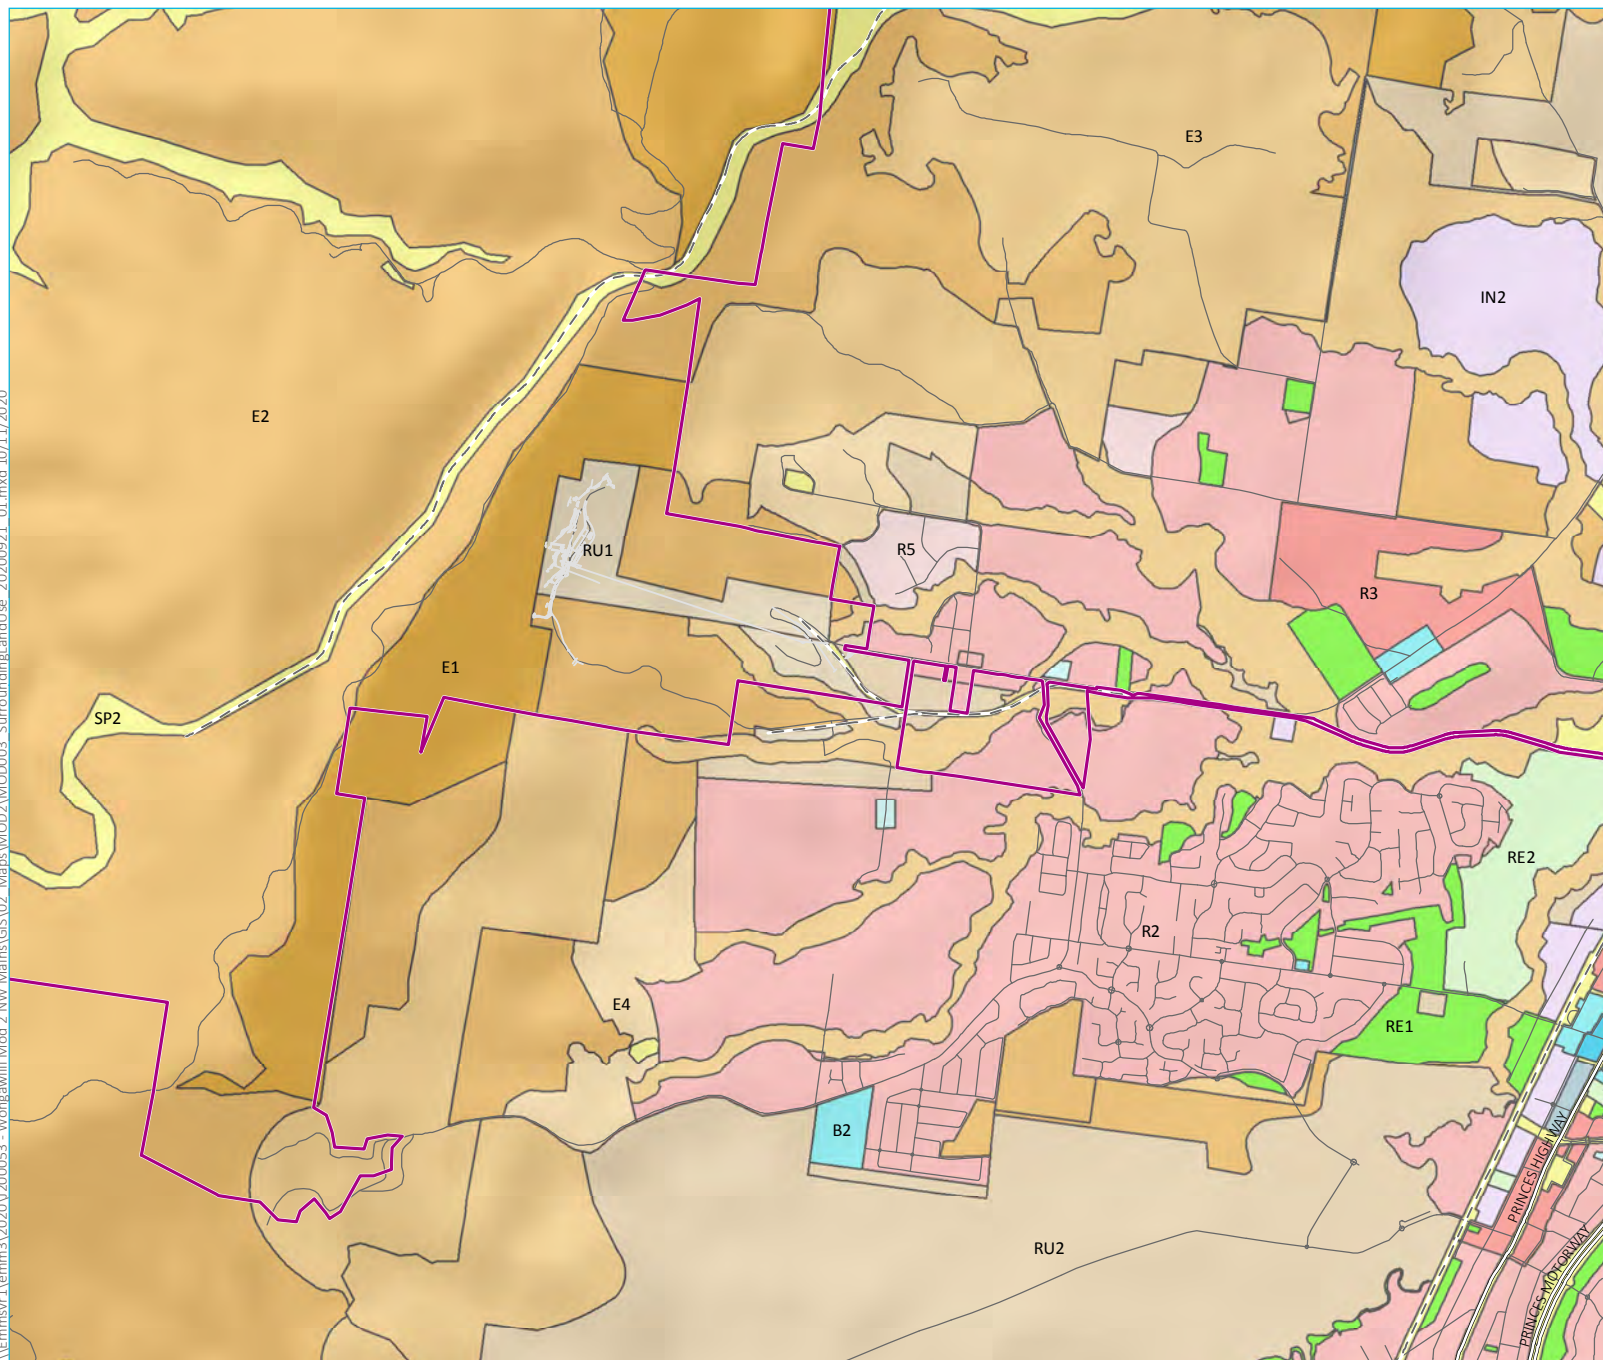 E3
IN2
E2
RU1
R5
R3
E1
SP2
RE2
R2
E4
RE1
B2
RU2
PRINCES HIGHWAY
PRINCES MOTORWAY